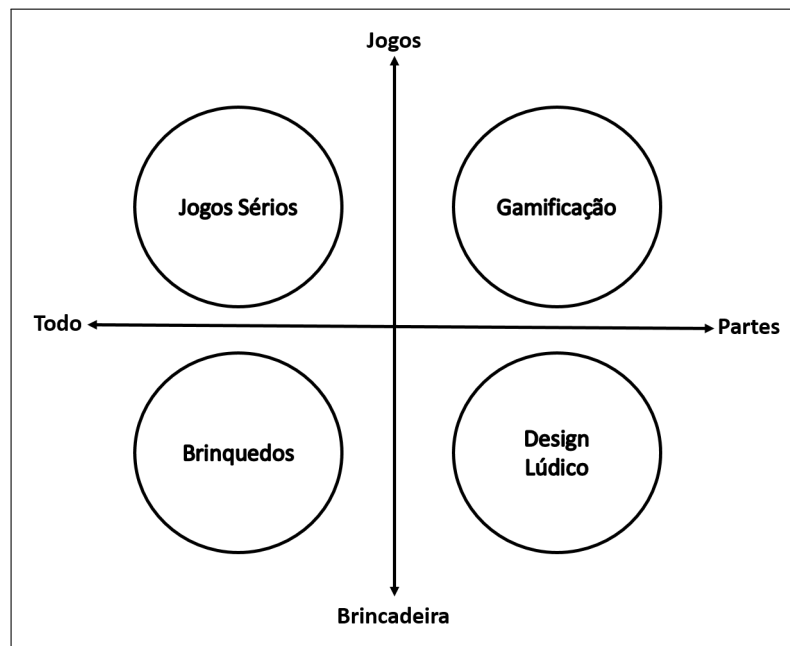 Jogos
Jogos Sérios
Gamificação
Todo
Partes
Brinquedos
Design
Lúdico
Brincadeira